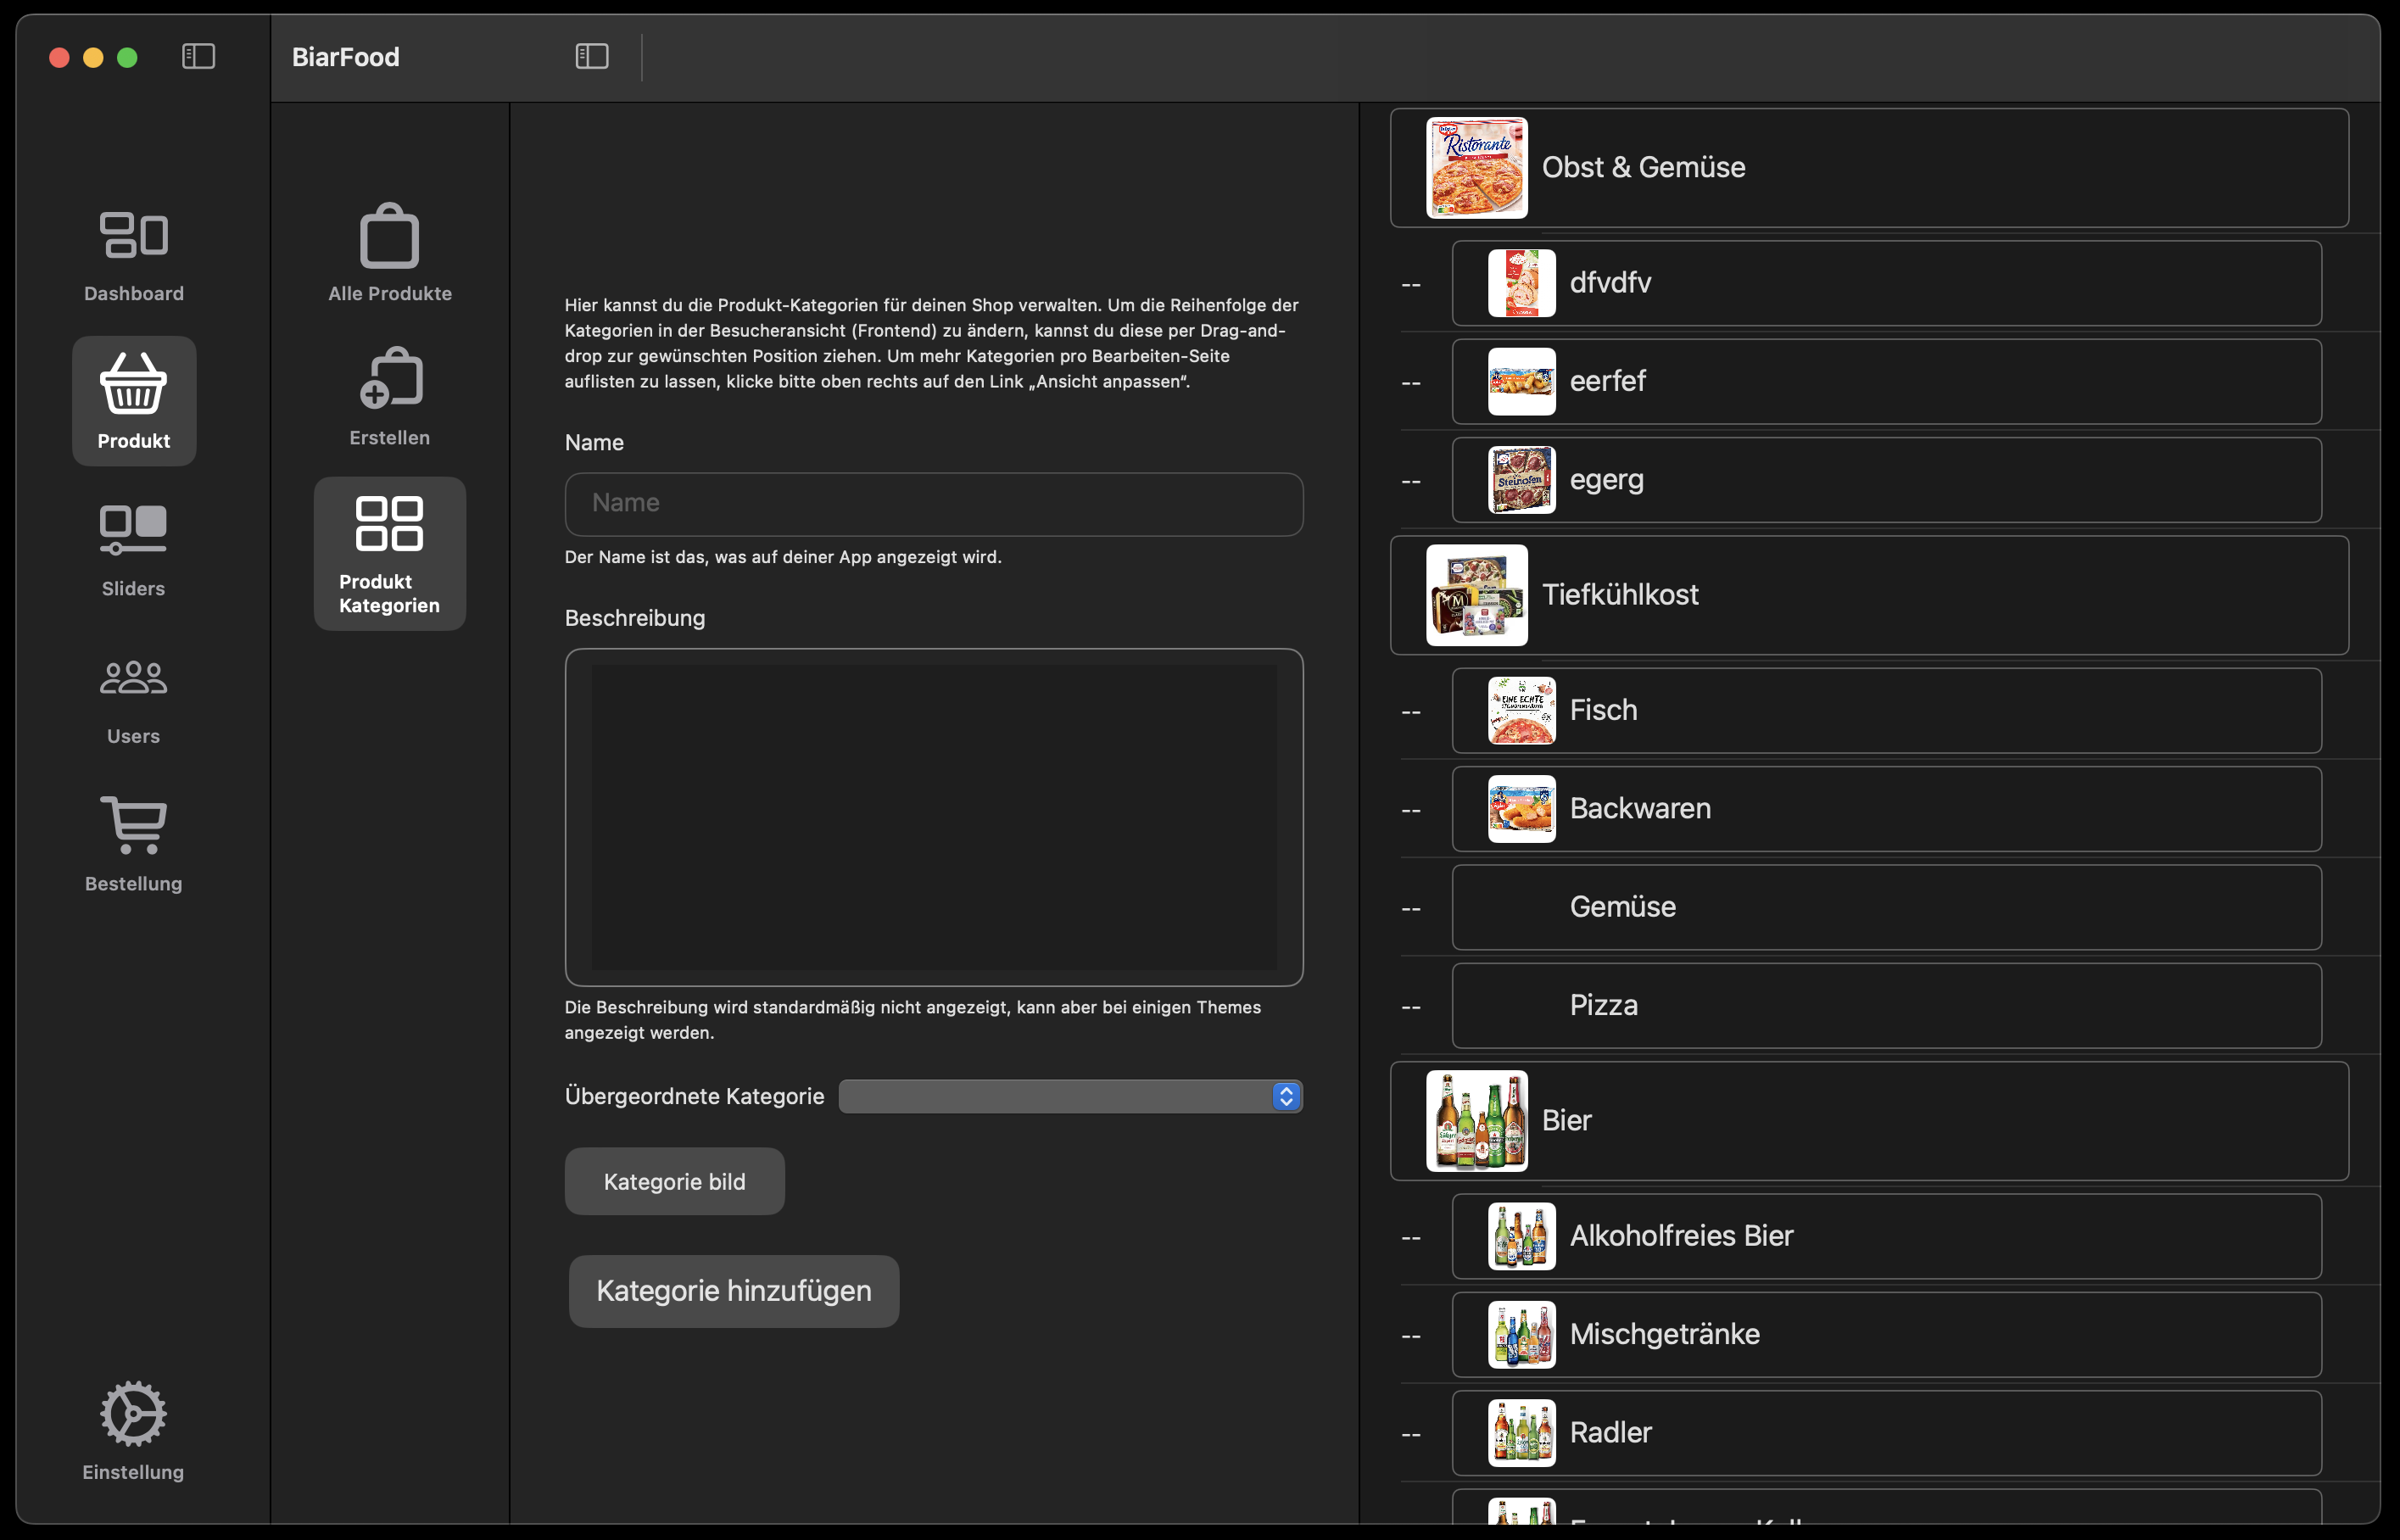 BiarFood
Dashboard
Produkt
Sliders
Users
Bestellung
Einstellung
Alle Produkte
Erstellen
Produkt
Kategorien
Hier kannst du die Produkt-Kategorien für deinen Shop verwalten. Um die Reihenfolge der
Kategorien in der Besucheransicht (Frontend) zu ändern, kannst du diese per Drag-and-
drop zur gewünschten Position ziehen. Um mehr Kategorien pro Bearbeiten-Seite
auflisten zu lassen, klicke bitte oben rechts auf den Link „Ansicht anpassen“.
Name
Name
Der Name ist das, was auf deiner App angezeigt wird.
Beschreibung
Die Beschreibung wird standardmäßig nicht angezeigt, kann aber bei einigen Themes
angezeigt werden.
Übergeordnete Kategorie
Kategorie bild
Kategorie hinzufügen
Ristorante
Obst & Gemüse
-- dfvdfv
-- eerfef
Steinofen
-- egerg
Tiefkühlkost
EINE ECHTE
-- Fisch
-- Backwaren
-- Gemüse
-- Pizza
Bier
-- Alkoholfreies Bier
-- Mischgetränke
-- Radler